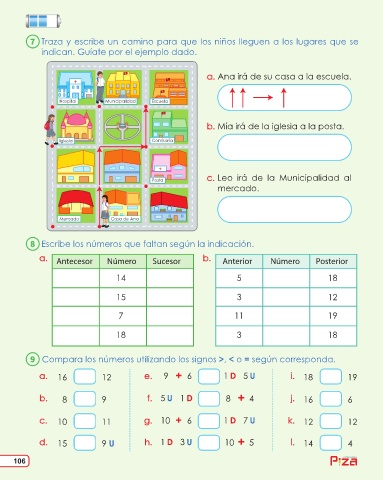 7 Traza y escribe un camino para que los niños lleguen a los lugares que se
indican. Guíate por el ejemplo dado.
Hospital Municipalidad Escuela
Iglesia Comisaría
Posta
Mercado Casa de Ana
a. Ana irá de su casa a la escuela.
b. Mía irá de la iglesia a la posta.
c. Leo irá de la Municipalidad al
mercado.
8 Escribe los números que faltan según la indicación.
a. Antecesor Número Sucesor
14
15
7
18
b. Anterior Número Posterior
5 18
3 12
11 19
3 18
9 Compara los números utilizando los signos >, < o = según corresponda.
a. 16 12 e. 9 + 6 1 D 5 U i. 18 19
b. 8 9 f. 5 U 1 D 8 + 4 j. 16 6
c. 10 11 g. 10 + 6 1 D 7 U k. 12 12
d. 15 9 U h. 1 D 3 U 10 + 5 l. 14 4
106 Piza